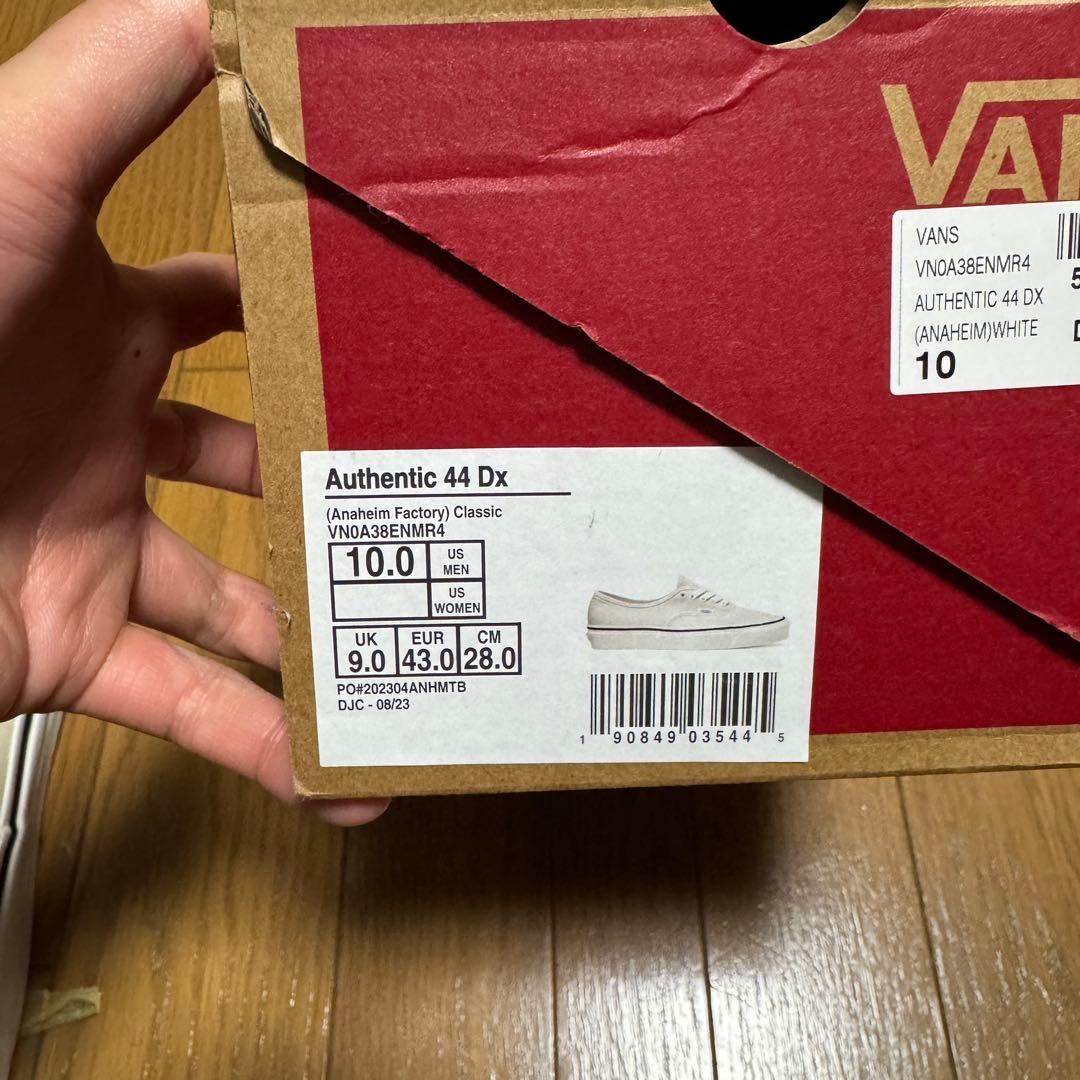 VANS
VN0A38ENMR4
AUTHENTIC 44 DX
(ANAHEIM)WHITE
10
Authentic 44 Dx
(Anaheim Factory) Classic
VN0A38ENMR4
10.0 US MEN
US WOMEN
UK EUR CM
9.0 43.0 28.0
PO#202304ANHMTB
DJC - 08/23
1 90849 03544 5